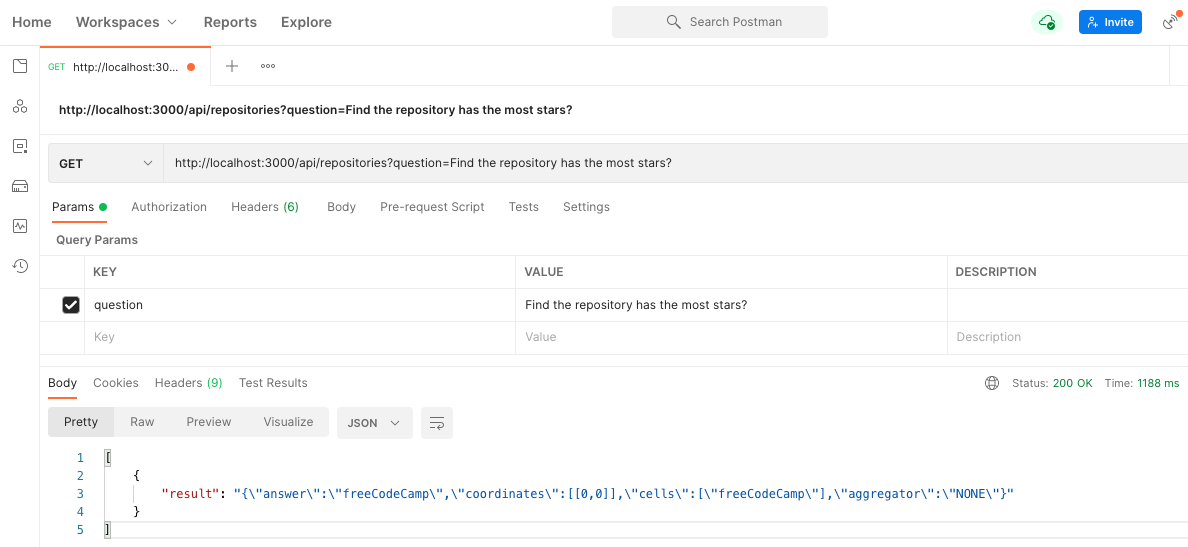 Home Workspaces Reports Explore Search Postman Invite
GET http://localhost:30... + ooo
http://localhost:3000/api/repositories?question=Find the repository has the most stars?
GET http://localhost:3000/api/repositories?question=Find the repository has the most stars?
Params Authorization Headers (6) Body Pre-request Script Tests Settings
Query Params
KEY VALUE DESCRIPTION
question Find the repository has the most stars?
Key Value Description
Body Cookies Headers (9) Test Results Status: 200 OK Time: 1188 ms
Pretty Raw Preview Visualize JSON
1 [
2 {
3 "result": "{\"answer\":\"freeCodeCamp\",\"coordinates\":[[0,0]],\"cells\":[\"freeCodeCamp\"],\"aggregator\":\"NONE\"}"
4 }
5 ]